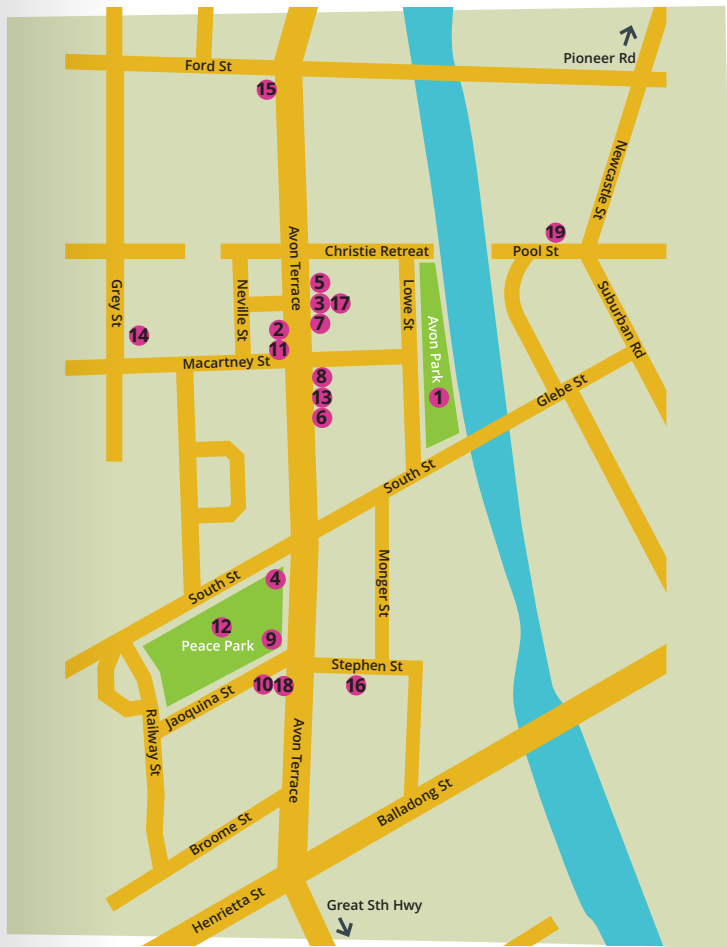 Pioneer Rd
Ford St
15
Newcastle St
19
Avon Terrace
Christie Retreat
Pool St
Grey St
Neville St
5
3
17
7
Lowe St
Suburban Rd
14
2
11
Avon Park
Macartney St
8
13
6
1
Glebe St
South St
South St
4
Monger St
12
Peace Park
9
Stephen St
10
18
16
Jaoquina St
Railway St
Avon Terrace
Balladong St
Broome St
Henrietta St
Great Sth Hwy